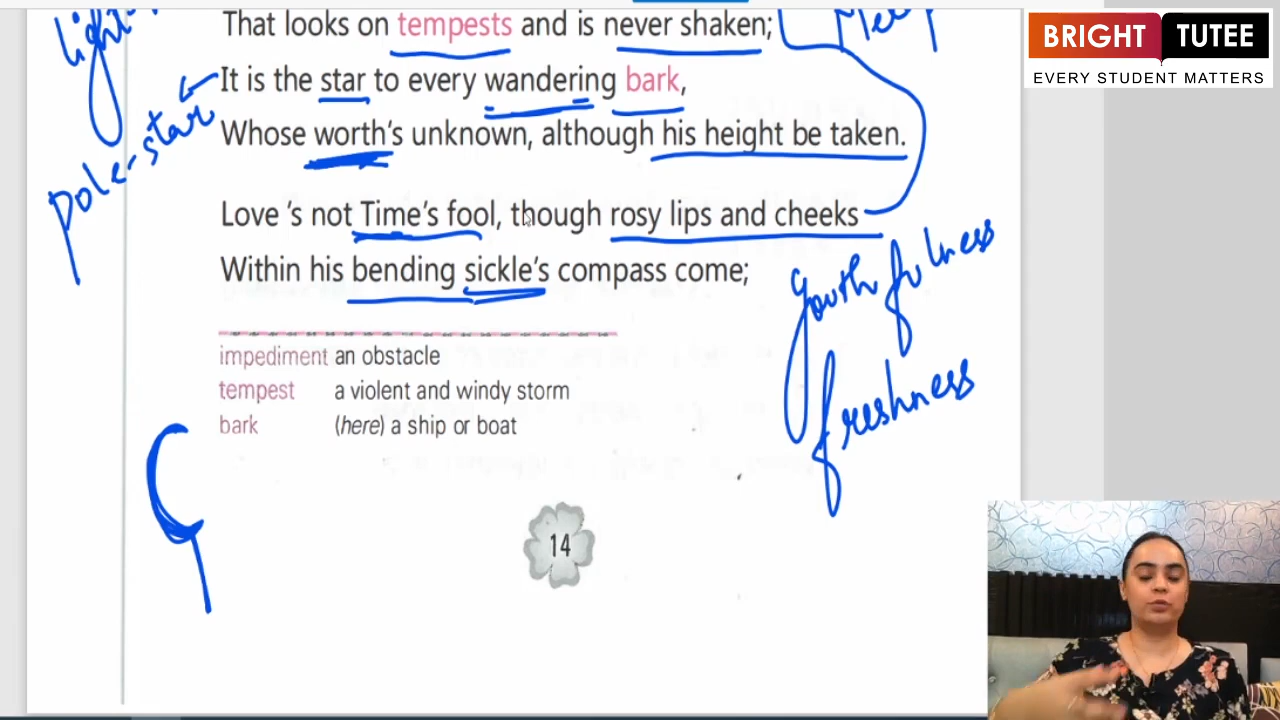 That looks on tempests and is never shaken;
It is the star to every wandering bark,
Whose worth's unknown, although his height be taken.
Love 's not Time's fool, though rosy lips and cheeks
Within his bending sickle's compass come;
impediment an obstacle
tempest a violent and windy storm
bark (here) a ship or boat
14
pole-star
youthfulness
freshness
BRIGHT TUTEE
EVERY STUDENT MATTERS